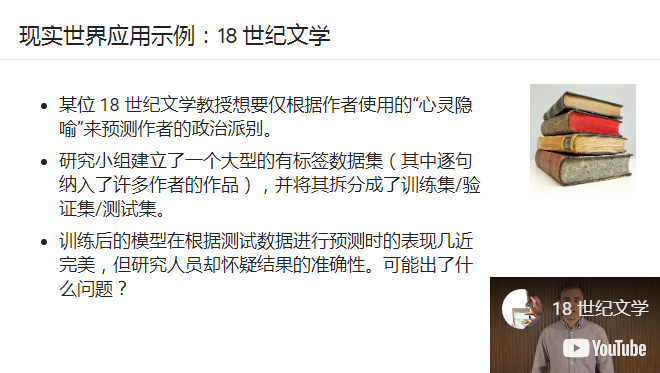 现实世界应用示例：18 世纪文学
某位 18 世纪文学教授想要仅根据作者使用的“心灵隐
喻”来预测作者的政治派别。
研究小组建立了一个大型的有标签数据集（其中逐句
纳入了许多作者的作品），并将其拆分成了训练集/验
证集/测试集。
训练后的模型在根据测试数据进行预测时的表现几近
完美，但研究人员却怀疑结果的准确性。可能出了什
么问题？
18 世纪文学
YouTube